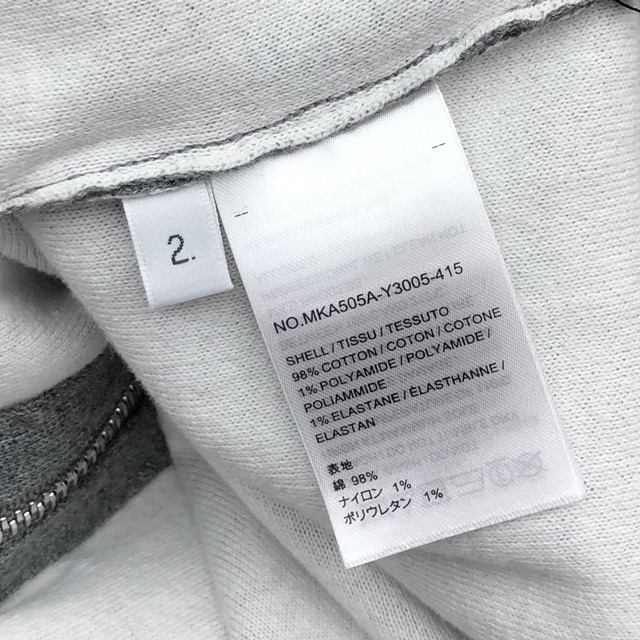 2.
NO.MKA505A-Y3005-415
SHELL / TISSU / TESSUTO
98% COTTON / COTON / COTONE
1% POLYAMIDE / POLYAMIDE /
POLIAMMIDE
1% ELASTANE / ÈLASTHANNE /
ELASTAN
表地
綿 98%
ナイロン 1%
ポリウレタン 1%